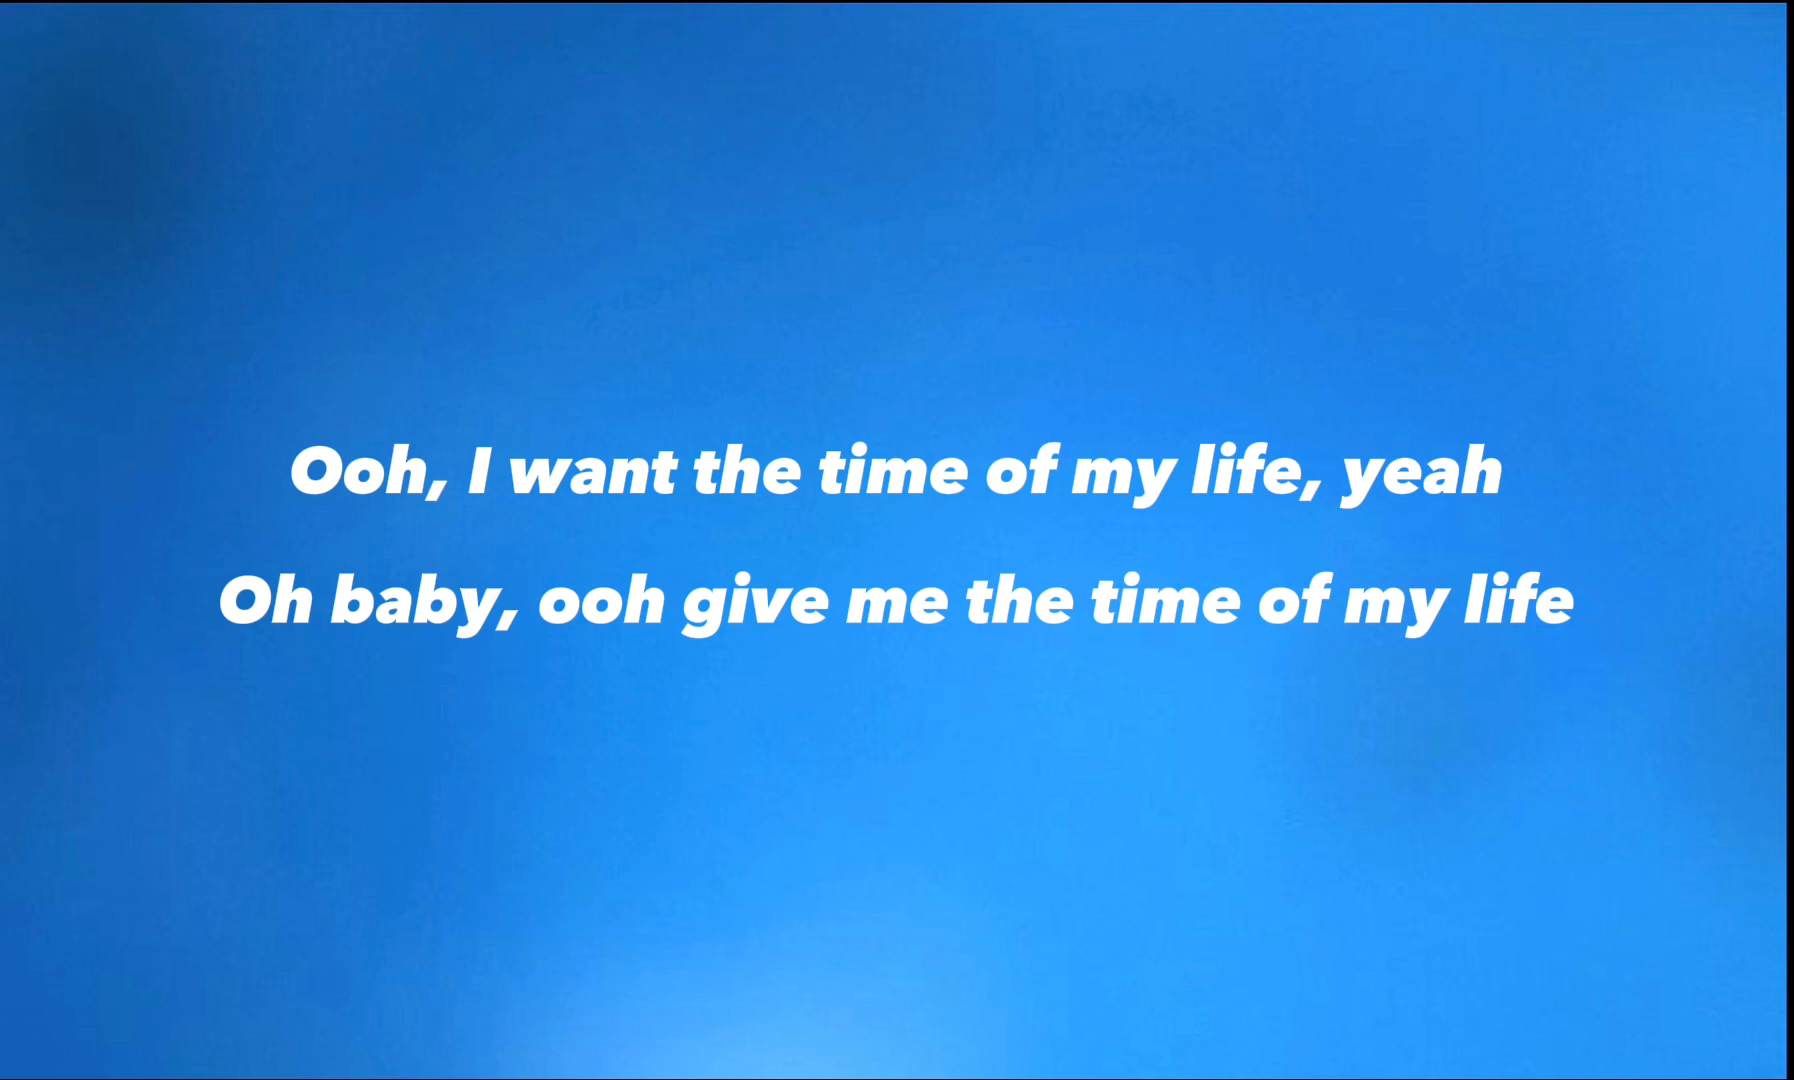 Ooh, I want the time of my life, yeah
Oh baby, ooh give me the time of my life